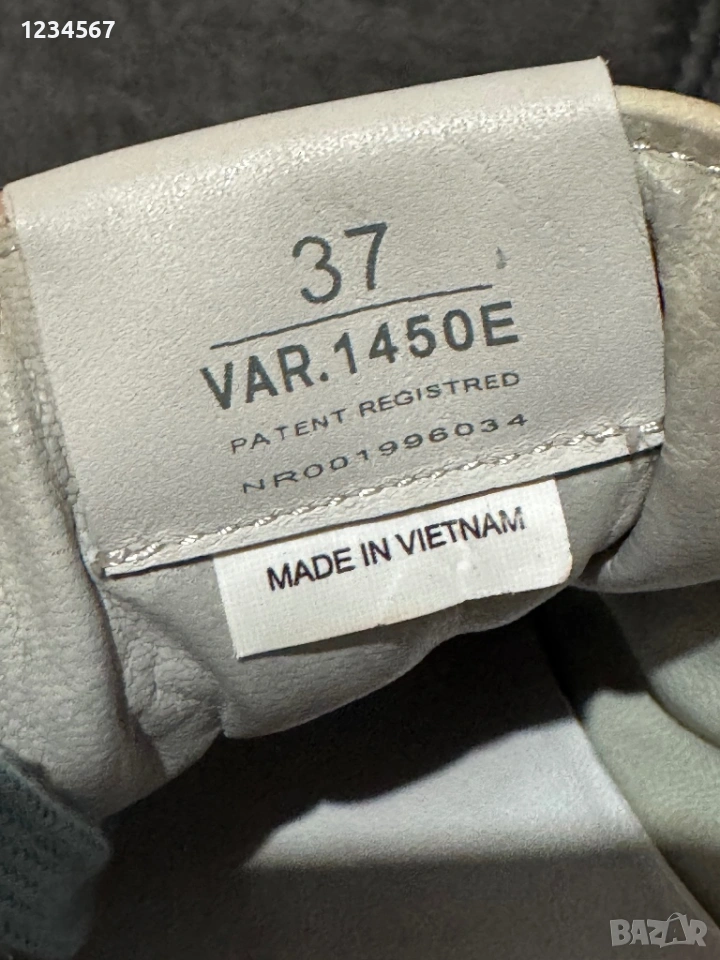 1234567
37
VAR.1450E
PATENT REGISTRED
NR001996034
MADE IN VIETNAM
BAZAR